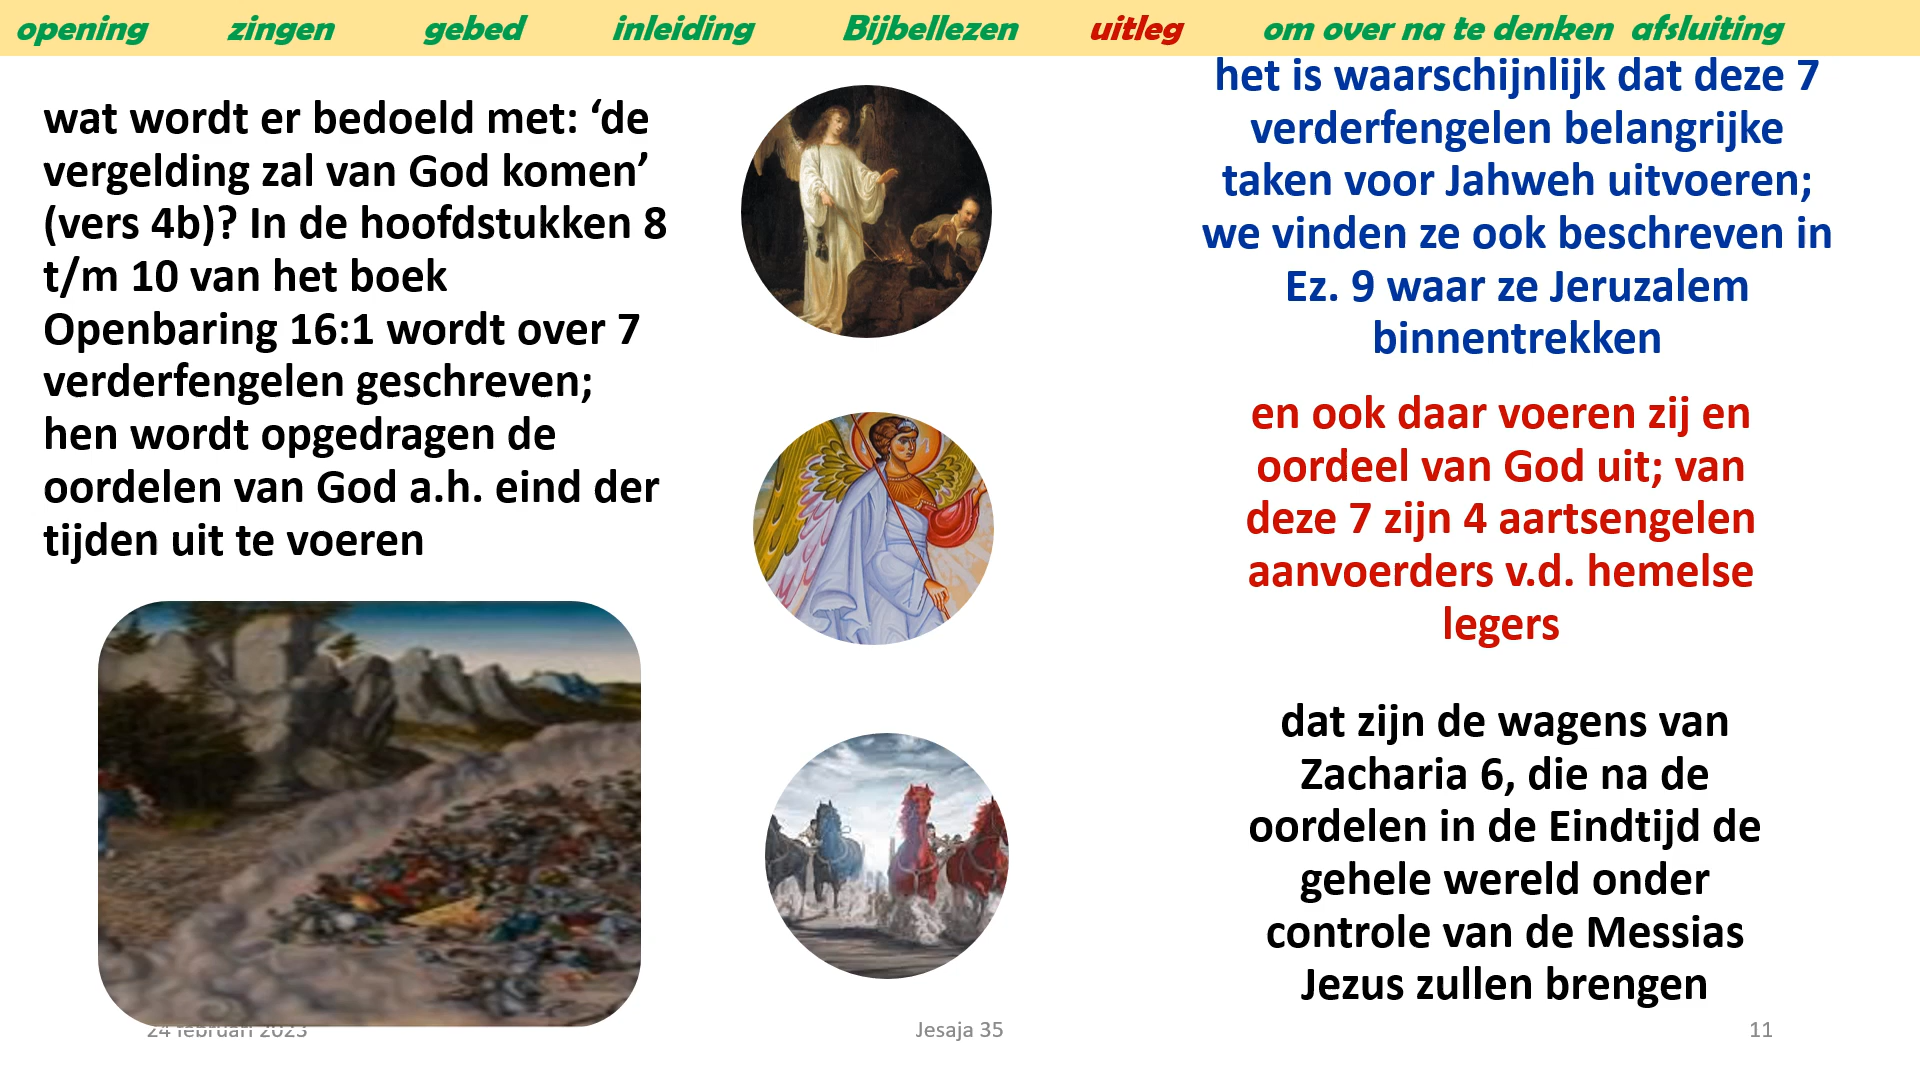 opening zingen gebed inleiding Bijbellezen uitleg om over na te denken afsluiting
wat wordt er bedoeld met: ‘de
vergelding zal van God komen’
(vers 4b)? In de hoofdstukken 8
t/m 10 van het boek
Openbaring 16:1 wordt over 7
verderfengelen geschreven;
hen wordt opgedragen de
oordelen van God a.h. eind der
tijden uit te voeren
het is waarschijnlijk dat deze 7
verderfengelen belangrijke
taken voor Jahweh uitvoeren;
we vinden ze ook beschreven in
Ez. 9 waar ze Jeruzalem
binnentrekken
en ook daar voeren zij en
oordeel van God uit; van
deze 7 zijn 4 aartsengelen
aanvoerders v.d. hemelse
legers
dat zijn de wagens van
Zacharia 6, die na de
oordelen in de Eindtijd de
gehele wereld onder
controle van de Messias
Jezus zullen brengen
24 februari 2023
Jesaja 35
11